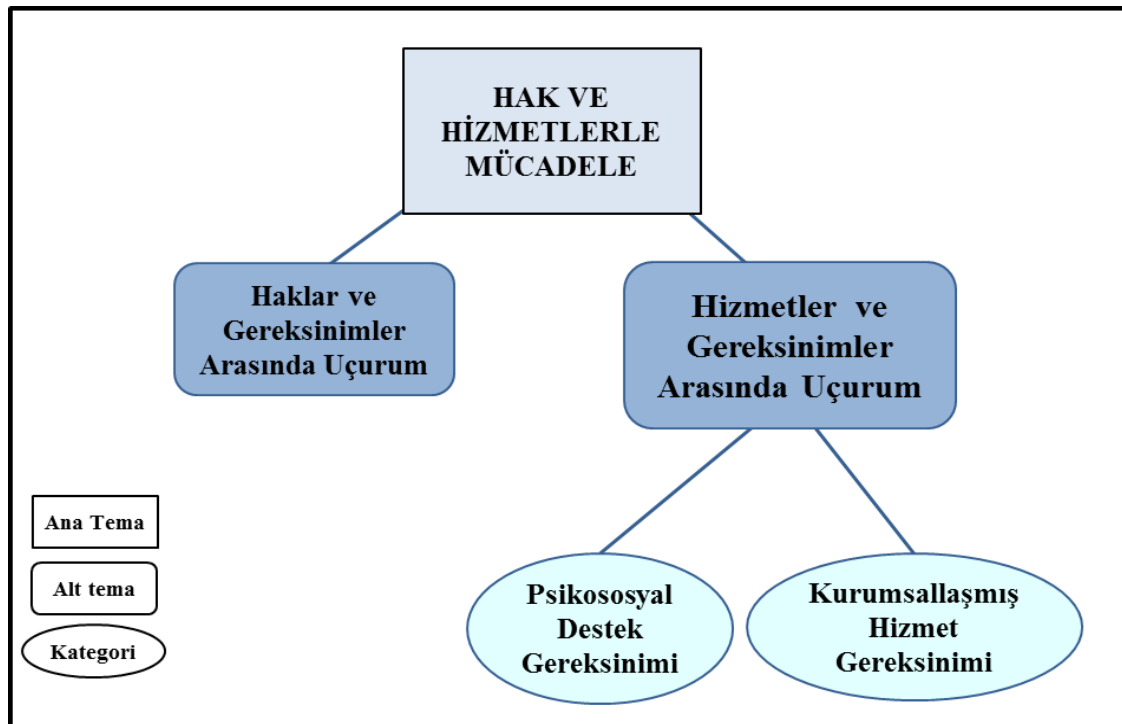 HAK VE
HİZMETLERLE
MÜCADELE
Haklar ve
Gereksinimler
Arasında Uçurum
Hizmetler ve
Gereksinimler
Arasında Uçurum
Psikososyal
Destek
Gereksinimi
Kurumsallaşmış
Hizmet
Gereksinimi
Ana Tema
Alt tema
Kategori